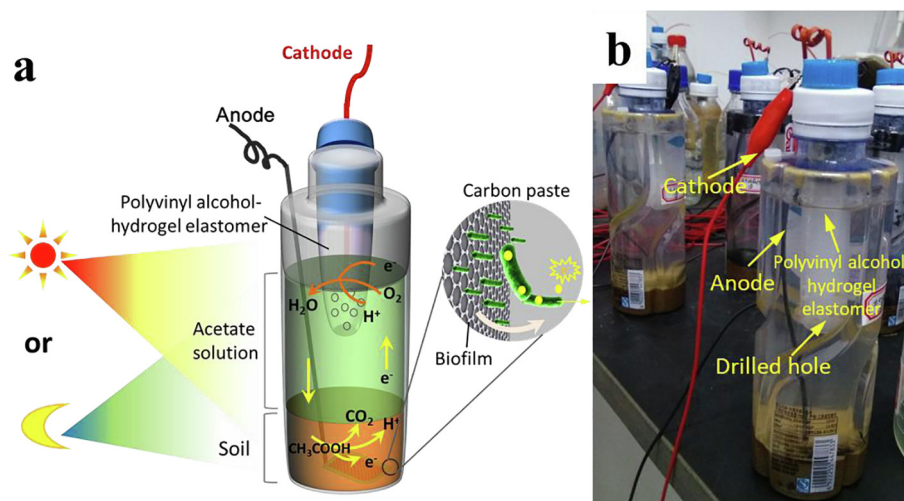 a
Cathode
Anode
Polyvinyl alcohol-
hydrogel elastomer
Carbon paste
e⁻
O₂
H₂O
H⁺
Acetate
solution
or
e⁻
Biofilm
CO₂
H⁺
CH₃COOH
e⁻
Soil
b
Cathode
Anode
Polyvinyl alcohol
hydrogel
elastomer
Drilled hole